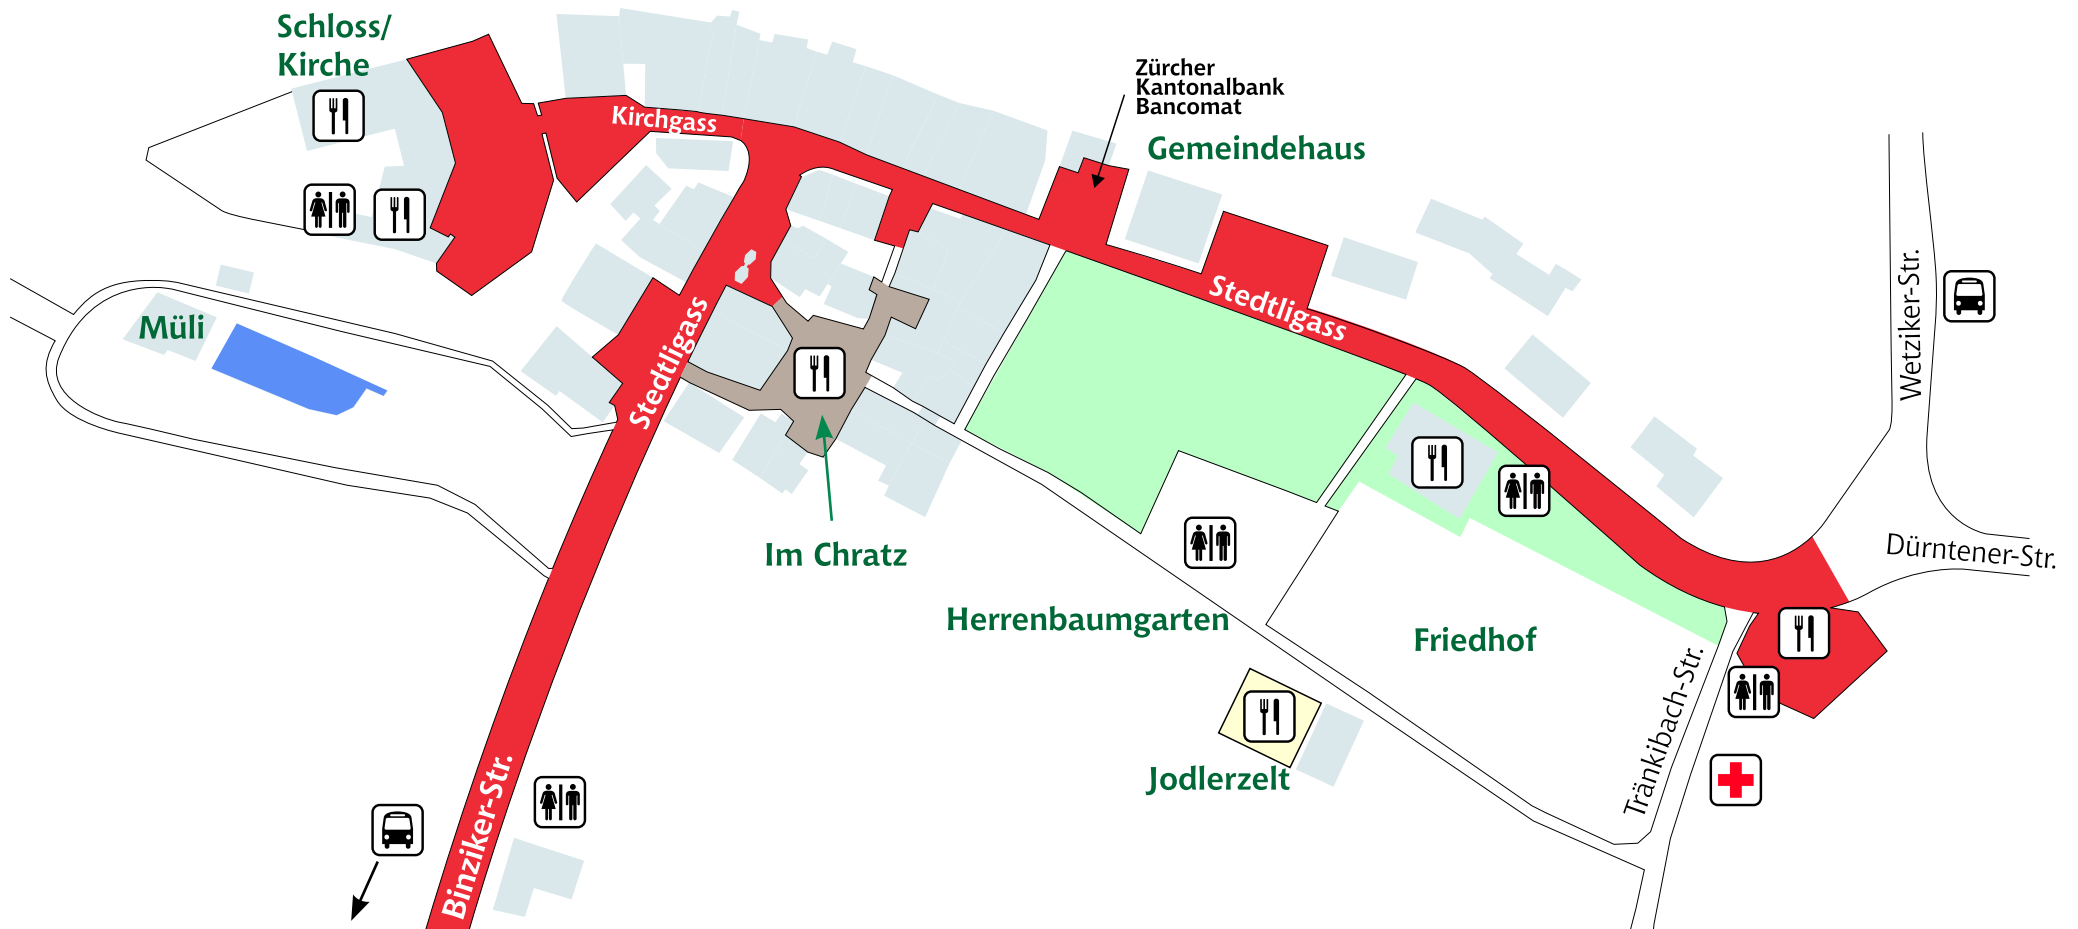 Schloss/
Kirche
Kirchgass
Zürcher
Kantonalbank
Bancomat
Gemeindehaus
Wetziker-Str.
Stedtligass
Müli
Stedtligass
Im Chratz
Dürntener-Str.
Herrenbaumgarten
Friedhof
Tränkibach-Str.
Jodlerzelt
Binziker-Str.